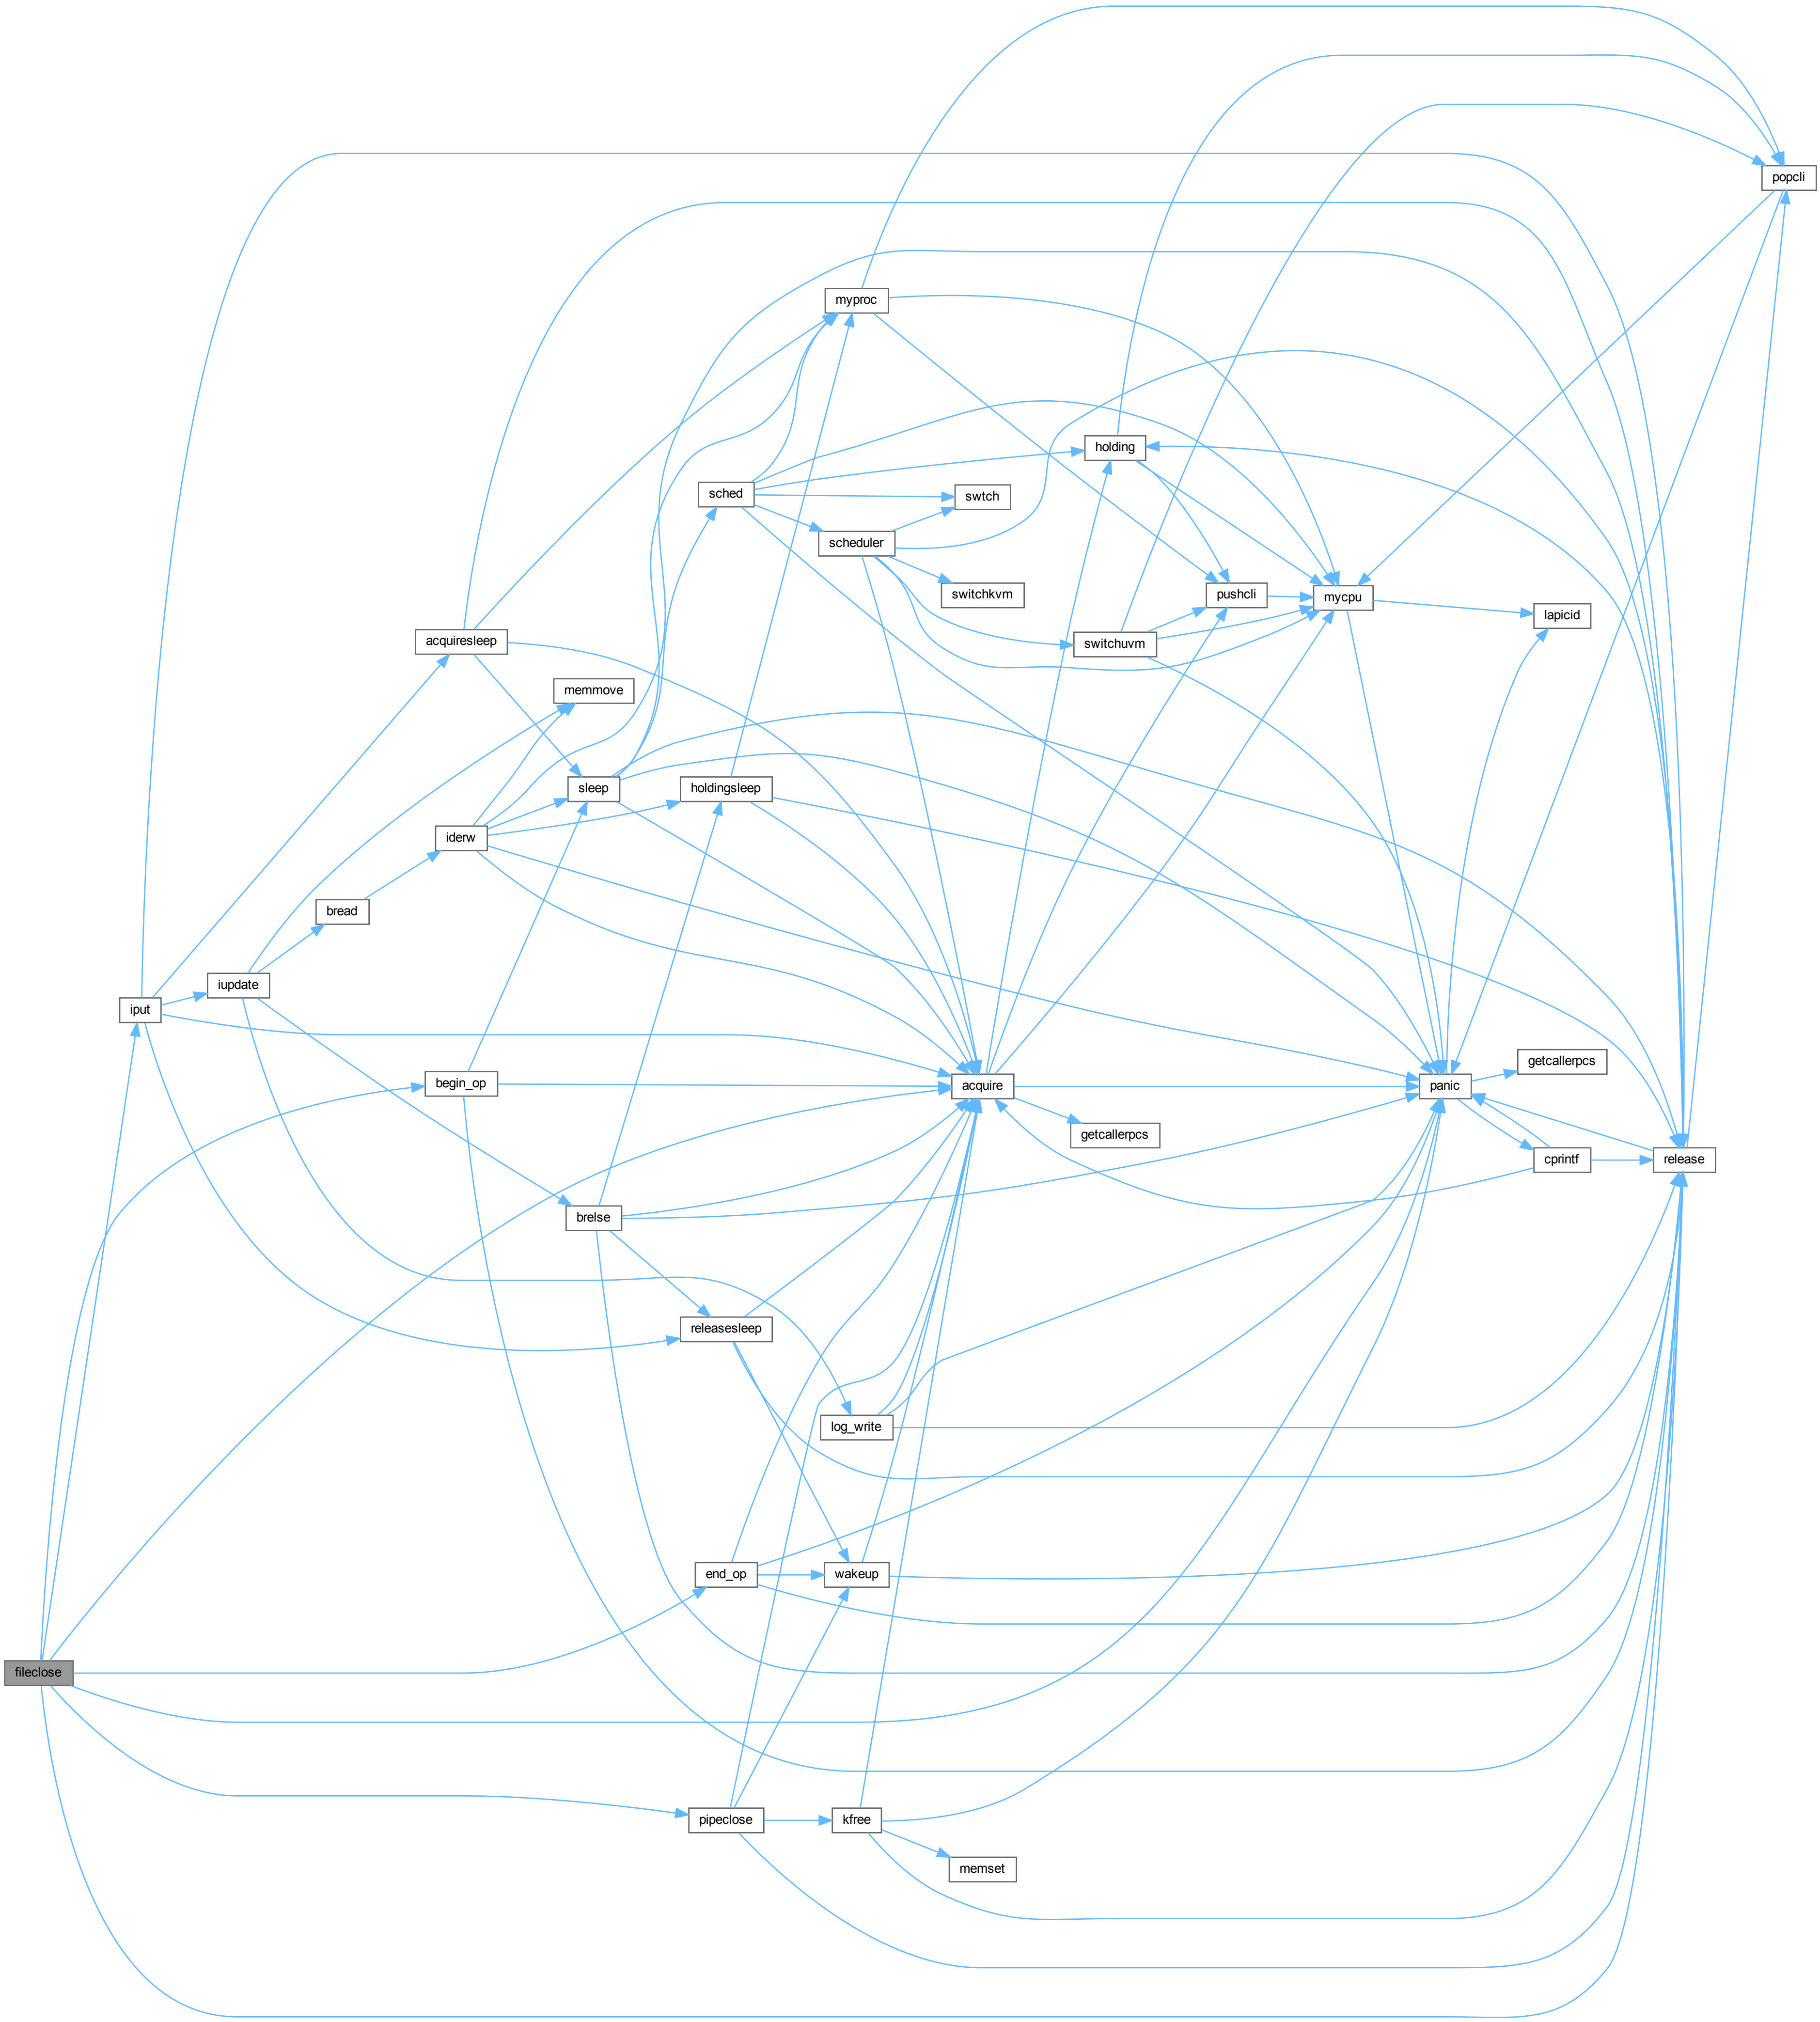 popcli
myproc
holding
sched
swtch
scheduler
switchkvm
pushcli
mycpu
lapicid
acquiresleep
switchuvm
memmove
sleep
holdingsleep
iderw
bread
iupdate
iput
getcallerpcs
begin_op
acquire
panic
getcallerpcs
cprintf
release
brelse
releasesleep
log_write
end_op
wakeup
fileclose
pipeclose
kfree
memset